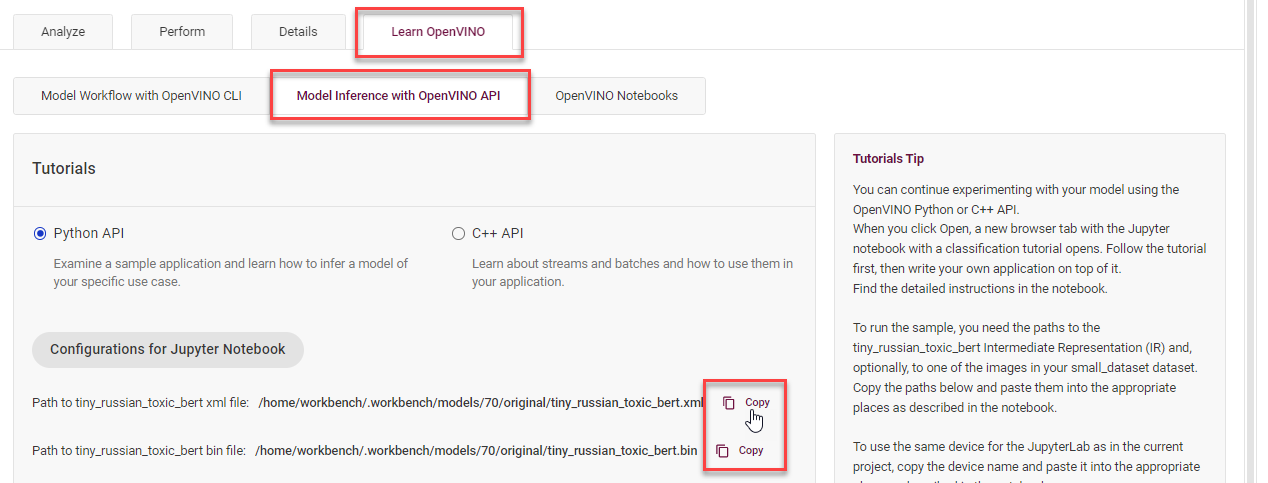 Analyze
Perform
Details
Learn OpenVINO
Model Workflow with OpenVINO CLI
Model Inference with OpenVINO API
OpenVINO Notebooks
Tutorials
Python API
Examine a sample application and learn how to infer a model of
your specific use case.
C++ API
Learn about streams and batches and how to use them in
your application.
Configurations for Jupyter Notebook
Path to tiny_russian_toxic_bert xml file: /home/workbench/.workbench/models/70/original/tiny_russian_toxic_bert.xml
Copy
Path to tiny_russian_toxic_bert bin file: /home/workbench/.workbench/models/70/original/tiny_russian_toxic_bert.bin
Copy
Tutorials Tip
You can continue experimenting with your model using the
OpenVINO Python or C++ API.
When you click Open, a new browser tab with the Jupyter
notebook with a classification tutorial opens. Follow the tutorial
first, then write your own application on top of it.
Find the detailed instructions in the notebook.
To run the sample, you need the paths to the
tiny_russian_toxic_bert Intermediate Representation (IR) and,
optionally, to one of the images in your small_dataset dataset.
Copy the paths below and paste them into the appropriate
places as described in the notebook.
To use the same device for the JupyterLab as in the current
project, copy the device name and paste it into the appropriate